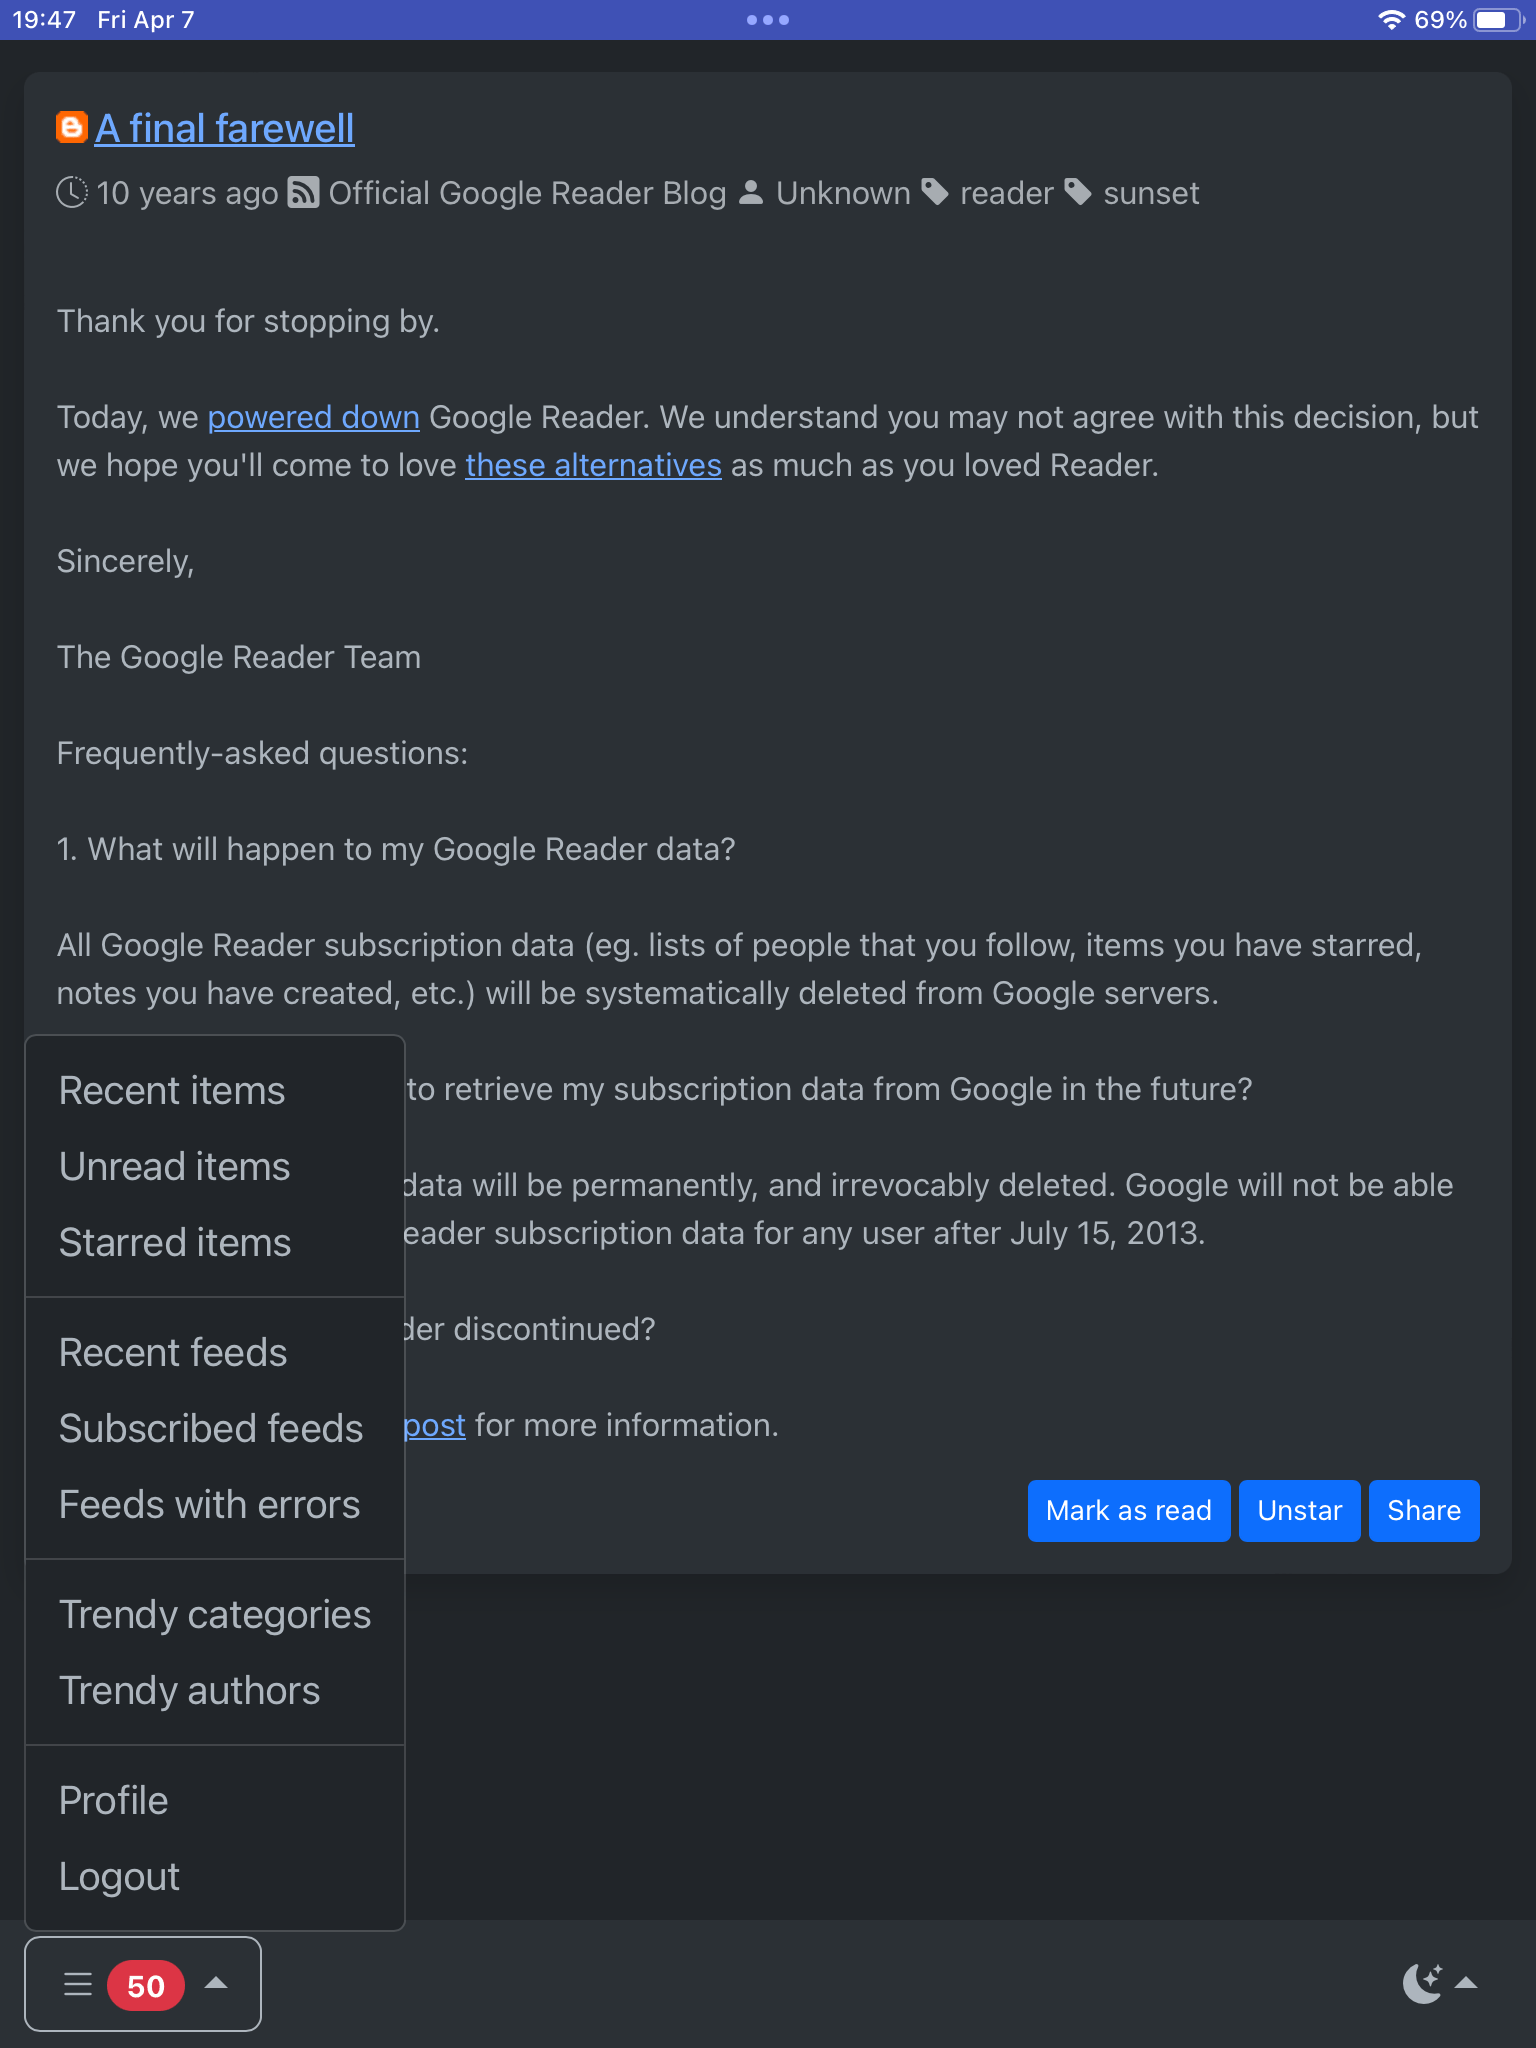 19:47 Fri Apr 7
69%
A final farewell
10 years ago Official Google Reader Blog Unknown reader sunset
Thank you for stopping by.
Today, we powered down Google Reader. We understand you may not agree with this decision, but
we hope you'll come to love these alternatives as much as you loved Reader.
Sincerely,
The Google Reader Team
Frequently-asked questions:
1. What will happen to my Google Reader data?
All Google Reader subscription data (eg. lists of people that you follow, items you have starred,
notes you have created, etc.) will be systematically deleted from Google servers.
to retrieve my subscription data from Google in the future?
data will be permanently, and irrevocably deleted. Google will not be able
eader subscription data for any user after July 15, 2013.
der discontinued?
post for more information.
Mark as read Unstar Share
Recent items
Unread items
Starred items
Recent feeds
Subscribed feeds
Feeds with errors
Trendy categories
Trendy authors
Profile
Logout
50